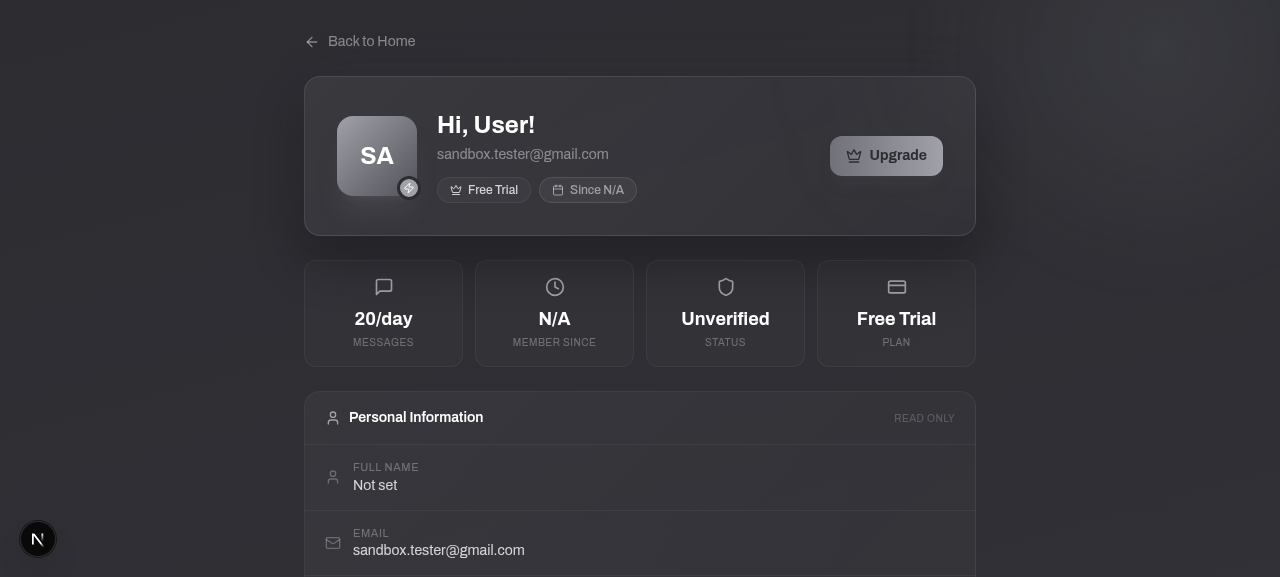 Back to Home
SA
Hi, User!
sandbox.tester@gmail.com
Free Trial
Since N/A
Upgrade
20/day
MESSAGES
N/A
MEMBER SINCE
Unverified
STATUS
Free Trial
PLAN
Personal Information
READ ONLY
FULL NAME
Not set
EMAIL
sandbox.tester@gmail.com
N